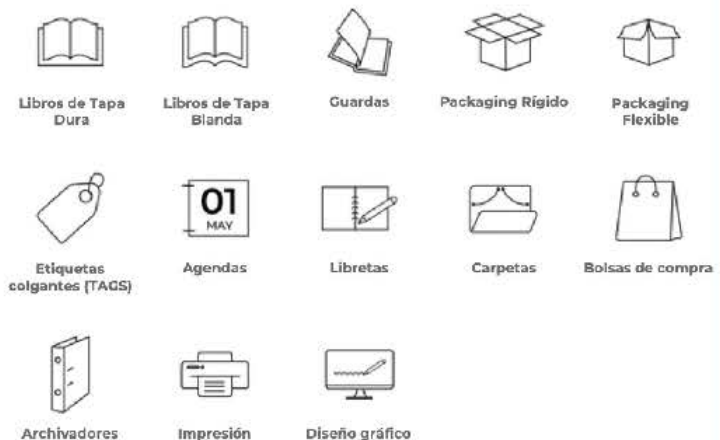 Libros de Tapa
Dura
Libros de Tapa
Blanda
Guardas
Packaging Rígido
Packaging
Flexible
01
MAY
Etiquetas
colgantes (TAGS)
Agendas
Libretas
Carpetas
Bolsas de compra
Archivadores
Impresión
Diseño gráfico